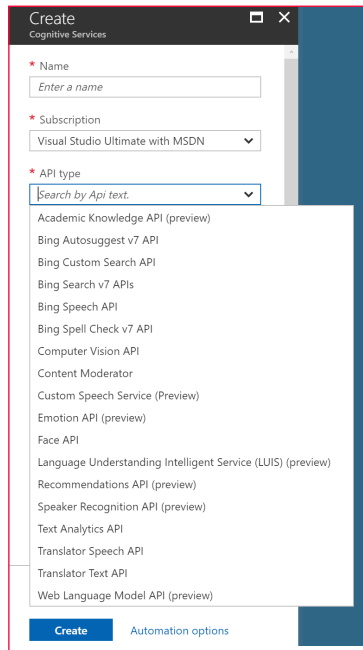 Create
Cognitive Services
* Name
Enter a name
* Subscription
Visual Studio Ultimate with MSDN
* API type
Search by Api text.
Academic Knowledge API (preview)
Bing Autosuggest v7 API
Bing Custom Search API
Bing Search v7 APIs
Bing Speech API
Bing Spell Check v7 API
Computer Vision API
Content Moderator
Custom Speech Service (Preview)
Emotion API (preview)
Face API
Language Understanding Intelligent Service (LUIS) (preview)
Recommendations API (preview)
Speaker Recognition API (preview)
Text Analytics API
Translator Speech API
Translator Text API
Web Language Model API (preview)
Create Automation options